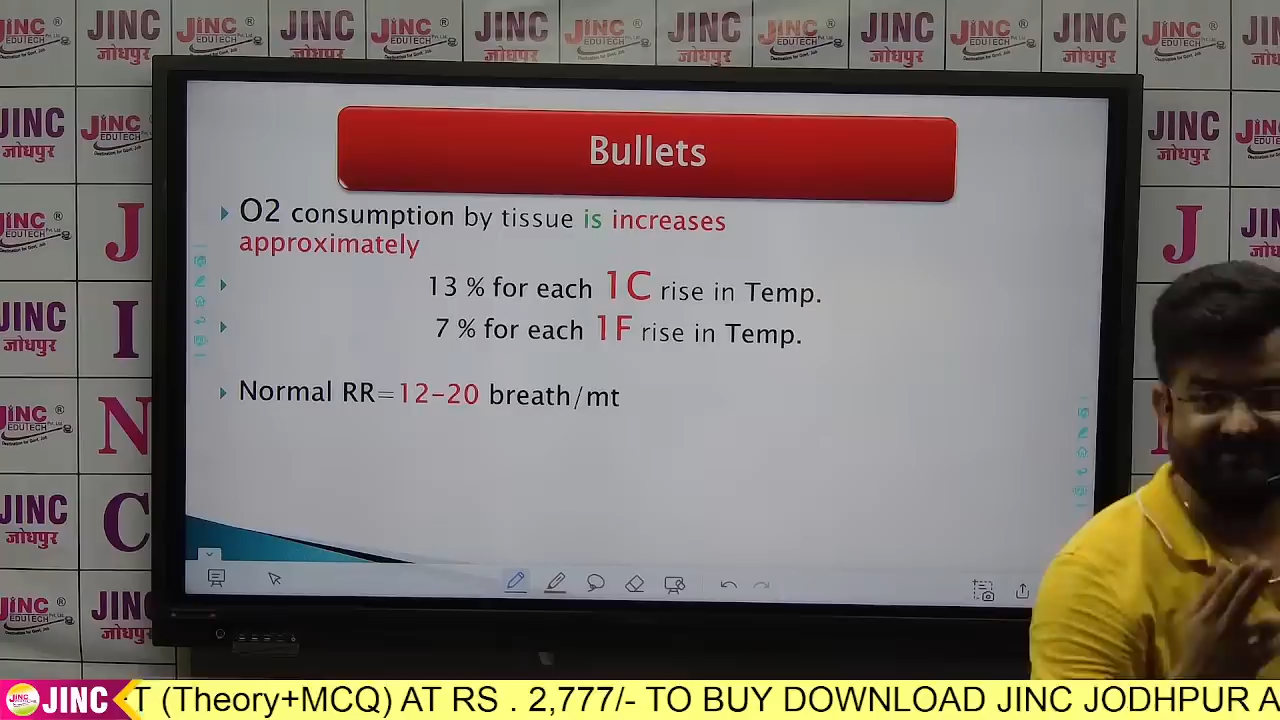 Bullets
O2 consumption by tissue is increases
approximately
13 % for each 1C rise in Temp.
7 % for each 1F rise in Temp.
Normal RR=12-20 breath/mt
JINC
जोधपुर
JINC
EDUTECH
J
I
N
C
JINC T (Theory+MCQ) AT RS . 2,777/- TO BUY DOWNLOAD JINC JODHPUR A